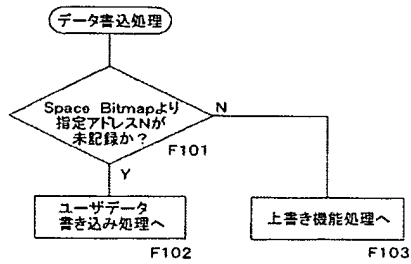 データ書込処理
Space Bitmapより
指定アドレスNが
未記録か？
N
F101
Y
ユーザデータ
書き込み処理へ
上書き機能処理へ
F102
F103